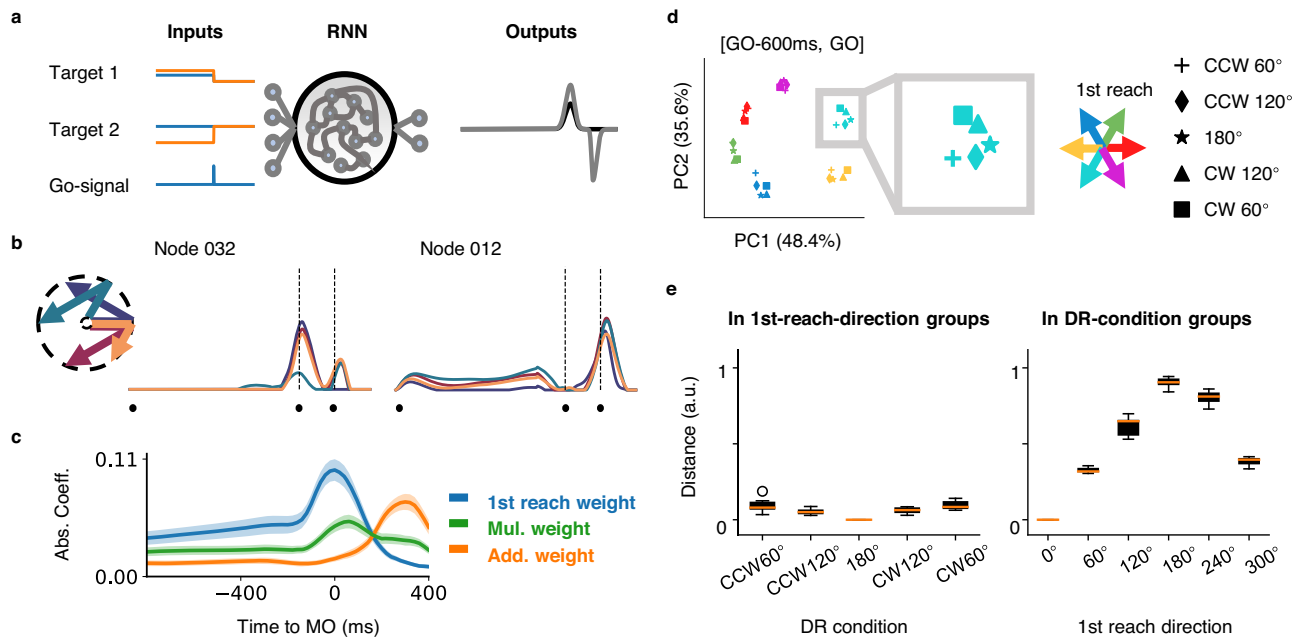 a
Inputs
RNN
Outputs
Target 1
Target 2
Go-signal
b
Node 032
Node 012
c
Abs. Coeff.
0.11
0.00
−400
0
400
Time to MO (ms)
1st reach weight
Mul. weight
Add. weight
d
[GO-600ms, GO]
PC2 (35.6%)
PC1 (48.4%)
1st reach
CCW 60°
CCW 120°
180°
CW 120°
CW 60°
e
In 1st-reach-direction groups
Distance (a.u.)
1
0
CCW60°
CCW120°
180°
CW120°
CW60°
DR condition
In DR-condition groups
1
0
0°
60°
120°
180°
240°
300°
1st reach direction